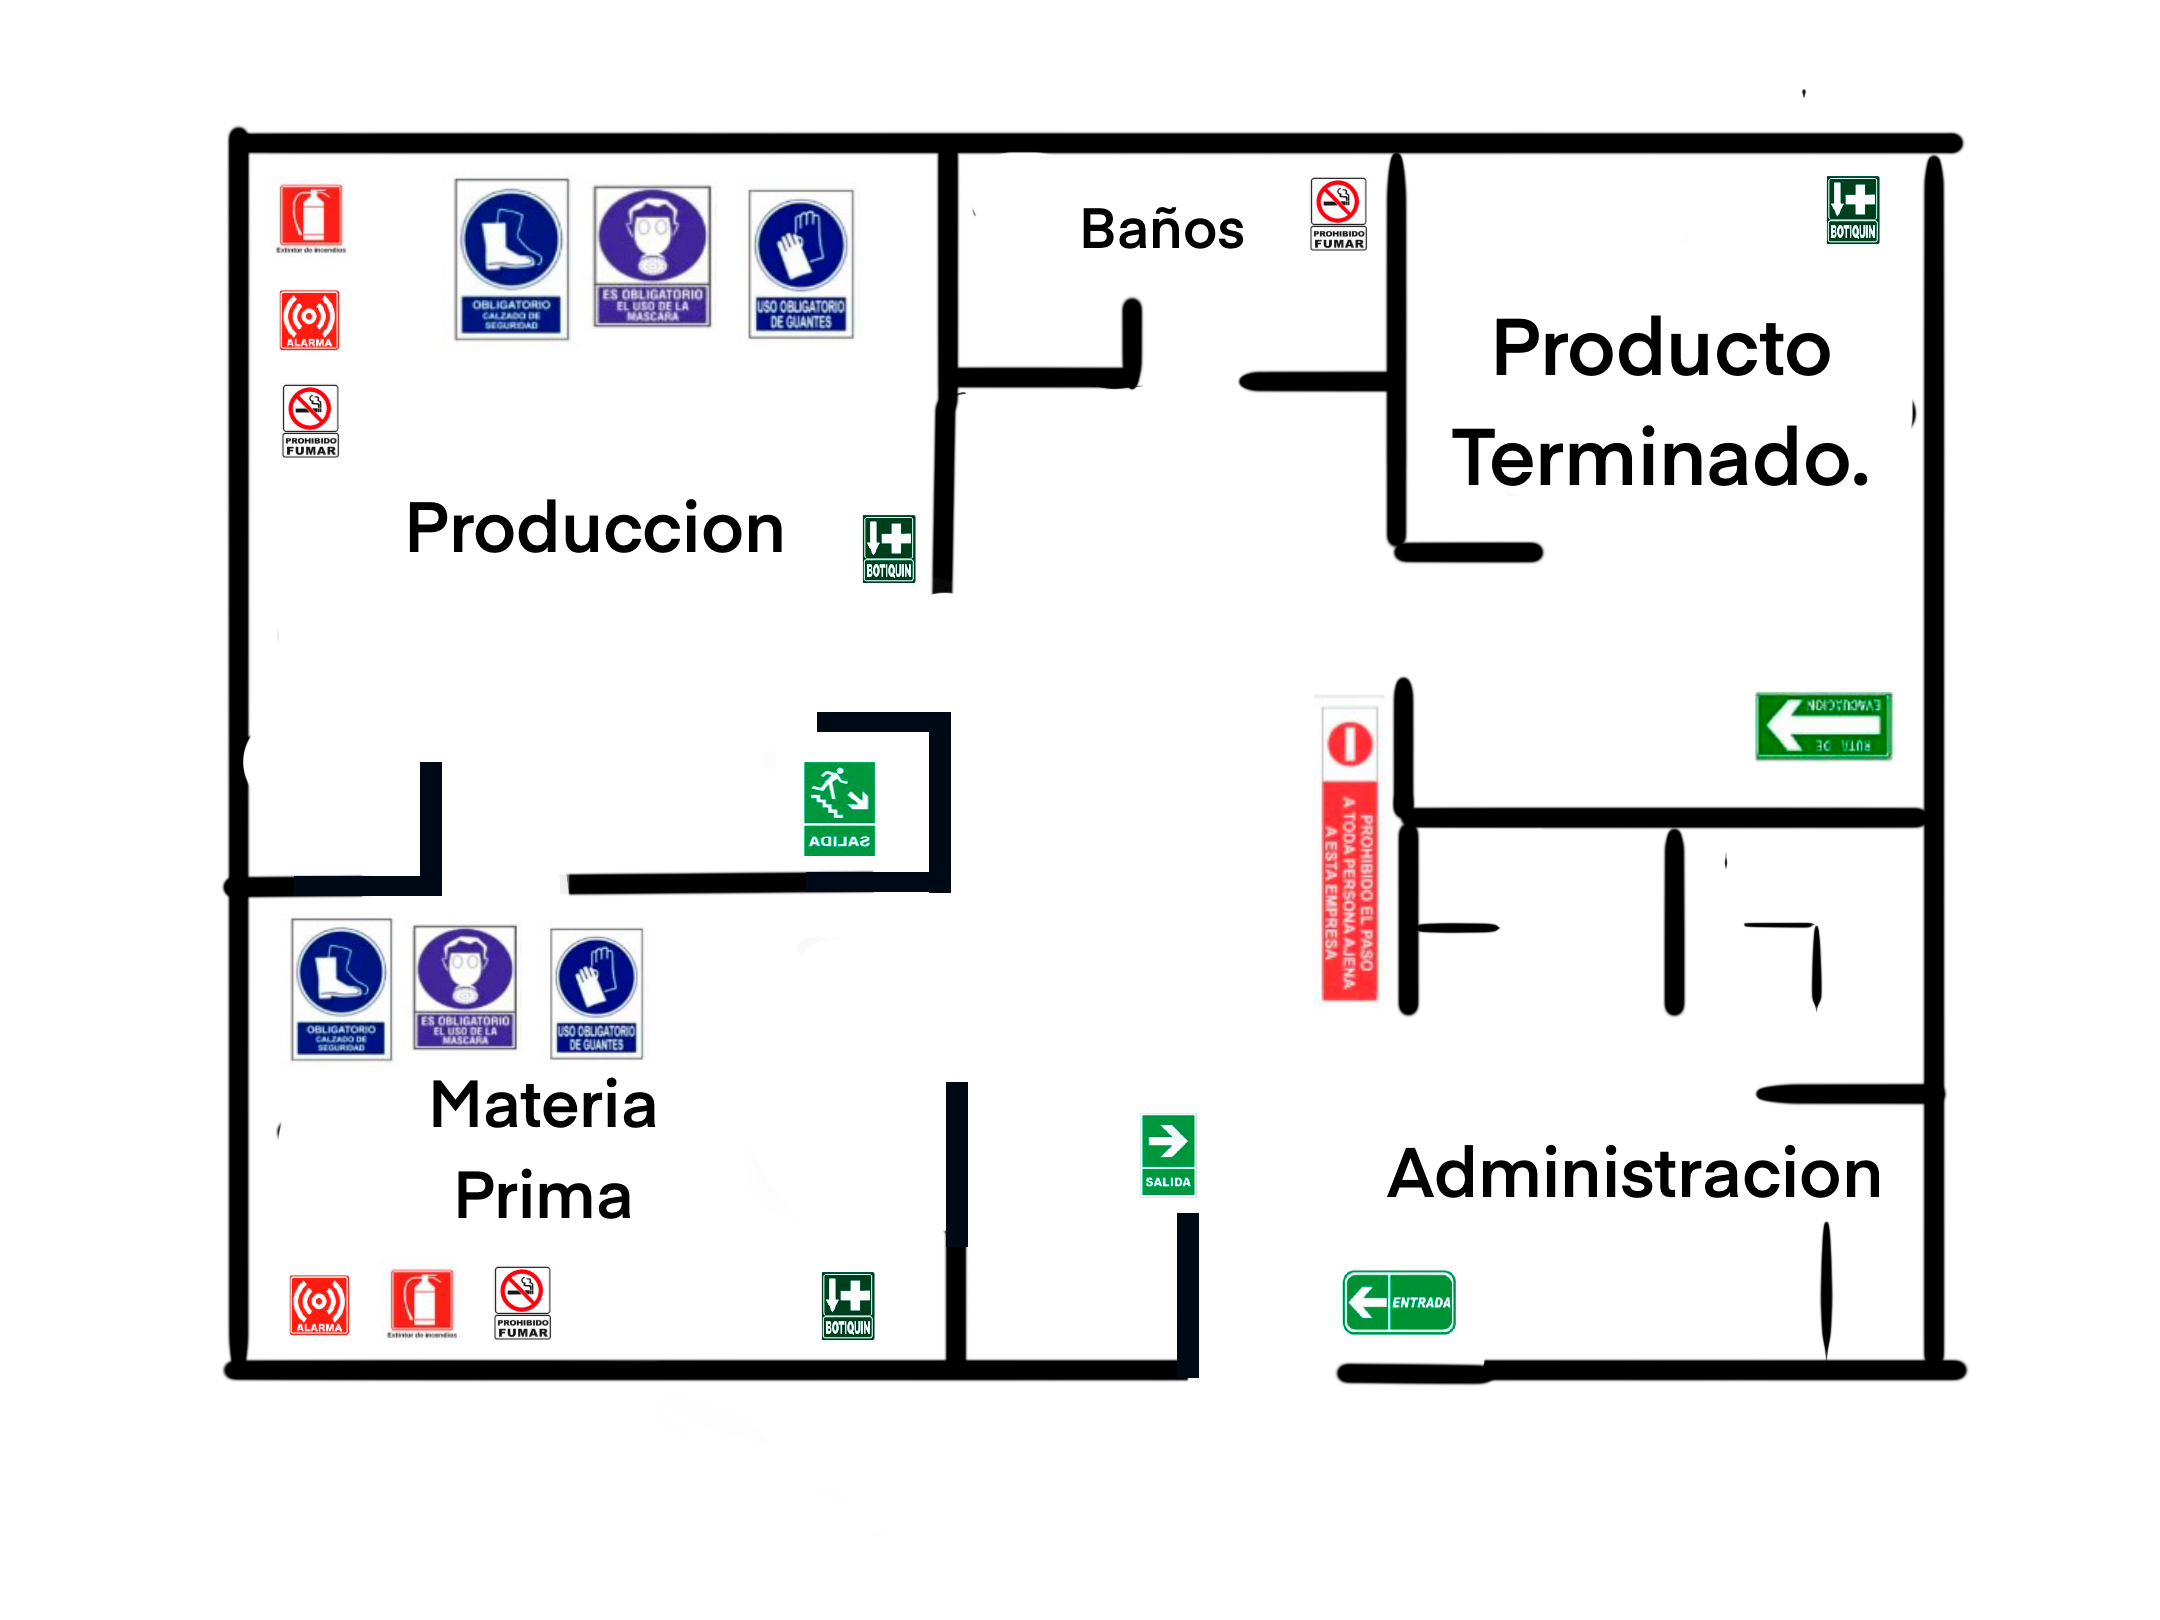 Extintor de incendios
ALARMA
PROHIBIDO
FUMAR
OBLIGATORIO
CALZADO DE
SEGURIDAD
ES OBLIGATORIO
EL USO DE LA
MASCARA
USO OBLIGATORIO
DE GUANTES
Produccion
BOTIQUIN
SALIDA
Baños
PROHIBIDO
FUMAR
BOTIQUIN
Producto
Terminado.
RUTA DE
EVACUACION
PROHIBIDO EL PASO
A TODA PERSONA AJENA
A ESTA EMPRESA
OBLIGATORIO
CALZADO DE
SEGURIDAD
ES OBLIGATORIO
EL USO DE LA
MASCARA
USO OBLIGATORIO
DE GUANTES
Materia
Prima
ALARMA
Extintor de incendios
PROHIBIDO
FUMAR
BOTIQUIN
SALIDA
Administracion
ENTRADA